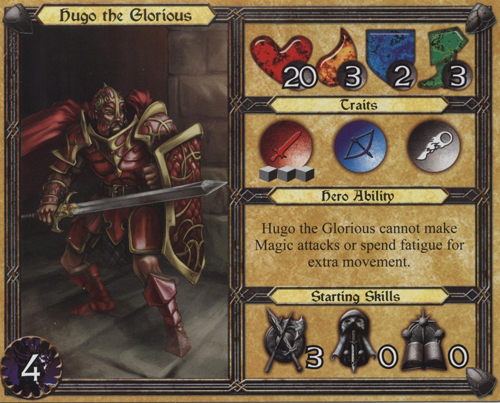 Hugo the Glorious
20 3 2 3
Traits
Hero Ability
Hugo the Glorious cannot make
Magic attacks or spend fatigue for
extra movement.
Starting Skills
3 0 0
4